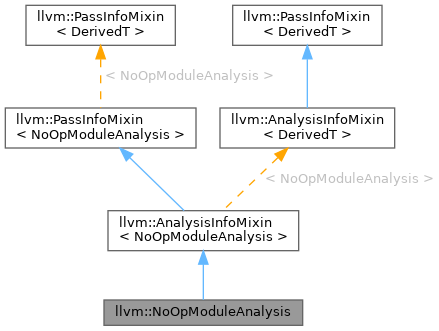 llvm::PassInfoMixin
< DerivedT >
llvm::PassInfoMixin
< DerivedT >
< NoOpModuleAnalysis >
llvm::PassInfoMixin
< NoOpModuleAnalysis >
llvm::AnalysisInfoMixin
< DerivedT >
< NoOpModuleAnalysis >
llvm::AnalysisInfoMixin
< NoOpModuleAnalysis >
llvm::NoOpModuleAnalysis